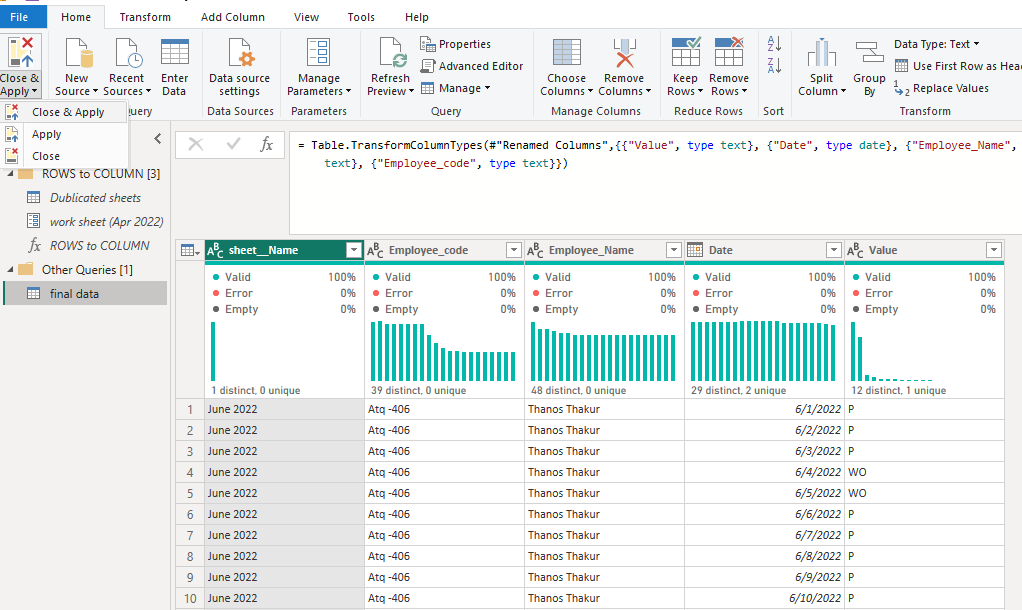 File Home Transform Add Column View Tools Help
Close & Apply
New Source
Recent Sources
Enter Data
Data source settings
Manage Parameters
Refresh Preview
Properties
Advanced Editor
Manage
Choose Columns
Remove Columns
Keep Rows
Remove Rows
Split Column
Group By
Data Type: Text
Use First Row as Hea
Replace Values
uery Data Sources Parameters Query Manage Columns Reduce Rows Sort Transform
Close & Apply
Apply
Close
ROWS to COLUMN [3]
Dublicated sheets
work sheet (Apr 2022)
ROWS to COLUMN
Other Queries [1]
final data
fx = Table.TransformColumnTypes(#"Renamed Columns",{{"Value", type text}, {"Date", type date}, {"Employee_Name",
text}, {"Employee_code", type text}})
ABC sheet__Name ABC Employee_code ABC Employee_Name Date ABC Value
Valid 100% Valid 100% Valid 100% Valid 100% Valid 100%
Error 0% Error 0% Error 0% Error 0% Error 0%
Empty 0% Empty 0% Empty 0% Empty 0% Empty 0%
1 distinct, 0 unique 39 distinct, 0 unique 48 distinct, 0 unique 29 distinct, 2 unique 12 distinct, 1 unique
1 June 2022 Atq -406 Thanos Thakur 6/1/2022 P
2 June 2022 Atq -406 Thanos Thakur 6/2/2022 P
3 June 2022 Atq -406 Thanos Thakur 6/3/2022 P
4 June 2022 Atq -406 Thanos Thakur 6/4/2022 WO
5 June 2022 Atq -406 Thanos Thakur 6/5/2022 WO
6 June 2022 Atq -406 Thanos Thakur 6/6/2022 P
7 June 2022 Atq -406 Thanos Thakur 6/7/2022 P
8 June 2022 Atq -406 Thanos Thakur 6/8/2022 P
9 June 2022 Atq -406 Thanos Thakur 6/9/2022 P
10 June 2022 Atq -406 Thanos Thakur 6/10/2022 P